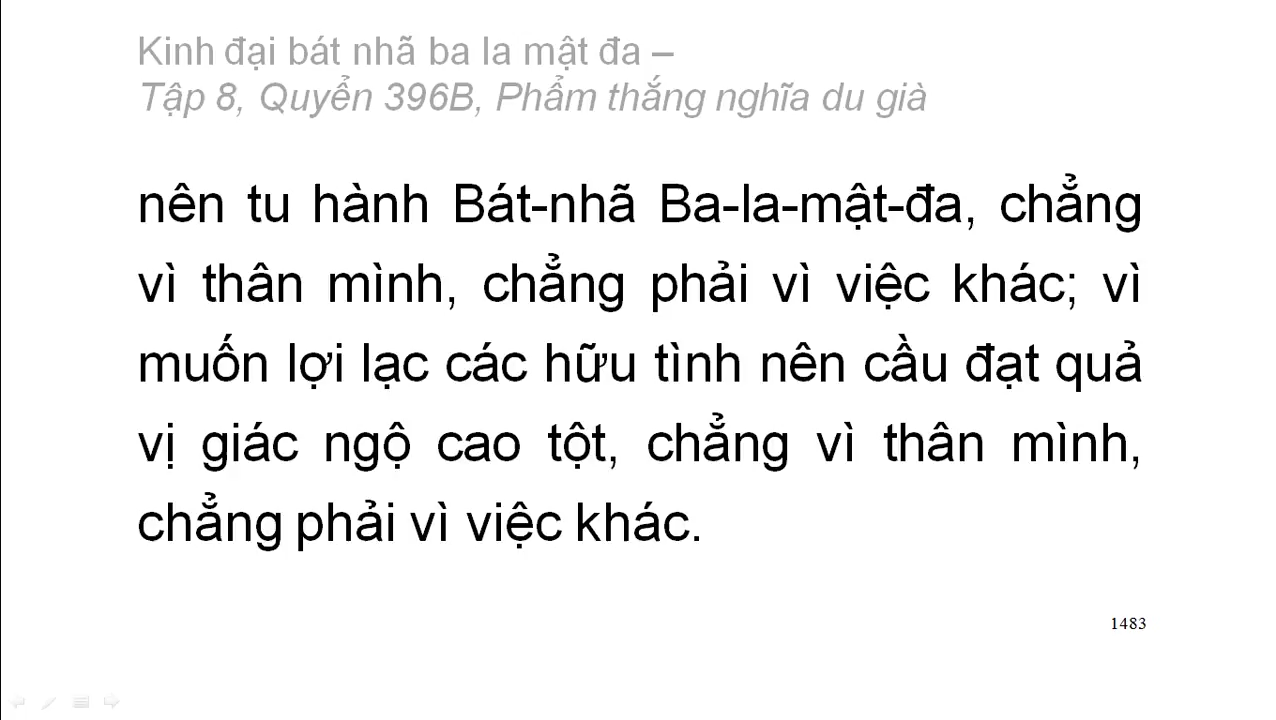 Kinh đại bát nhã ba la mật đa –
Tập 8, Quyển 396B, Phẩm thắng nghĩa du già
nên tu hành Bát-nhã Ba-la-mật-đa, chẳng
vì thân mình, chẳng phải vì việc khác; vì
muốn lợi lạc các hữu tình nên cầu đạt quả
vị giác ngộ cao tột, chẳng vì thân mình,
chẳng phải vì việc khác.
1483